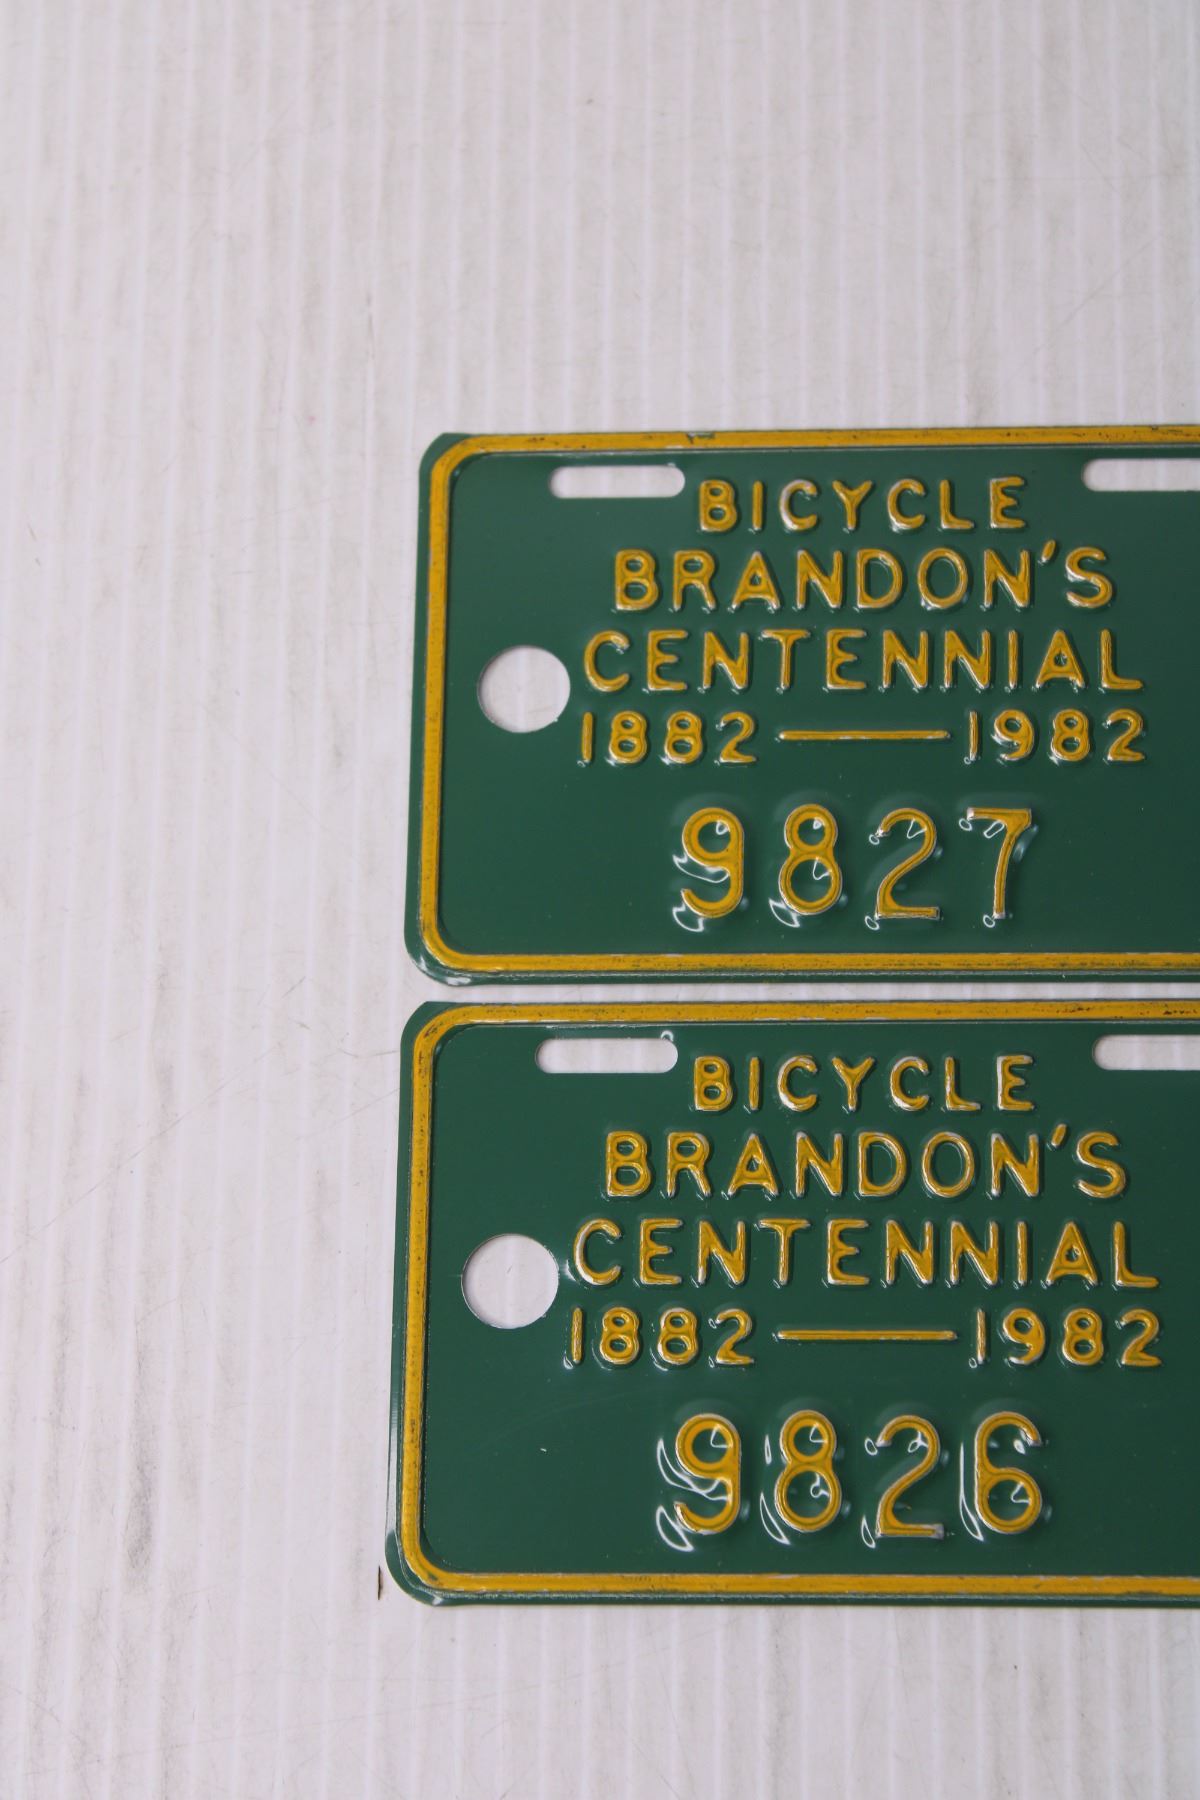 BICYCLE
BRANDON'S
CENTENNIAL
1882 — 1982
9827
BICYCLE
BRANDON'S
CENTENNIAL
1882 — 1982
9826